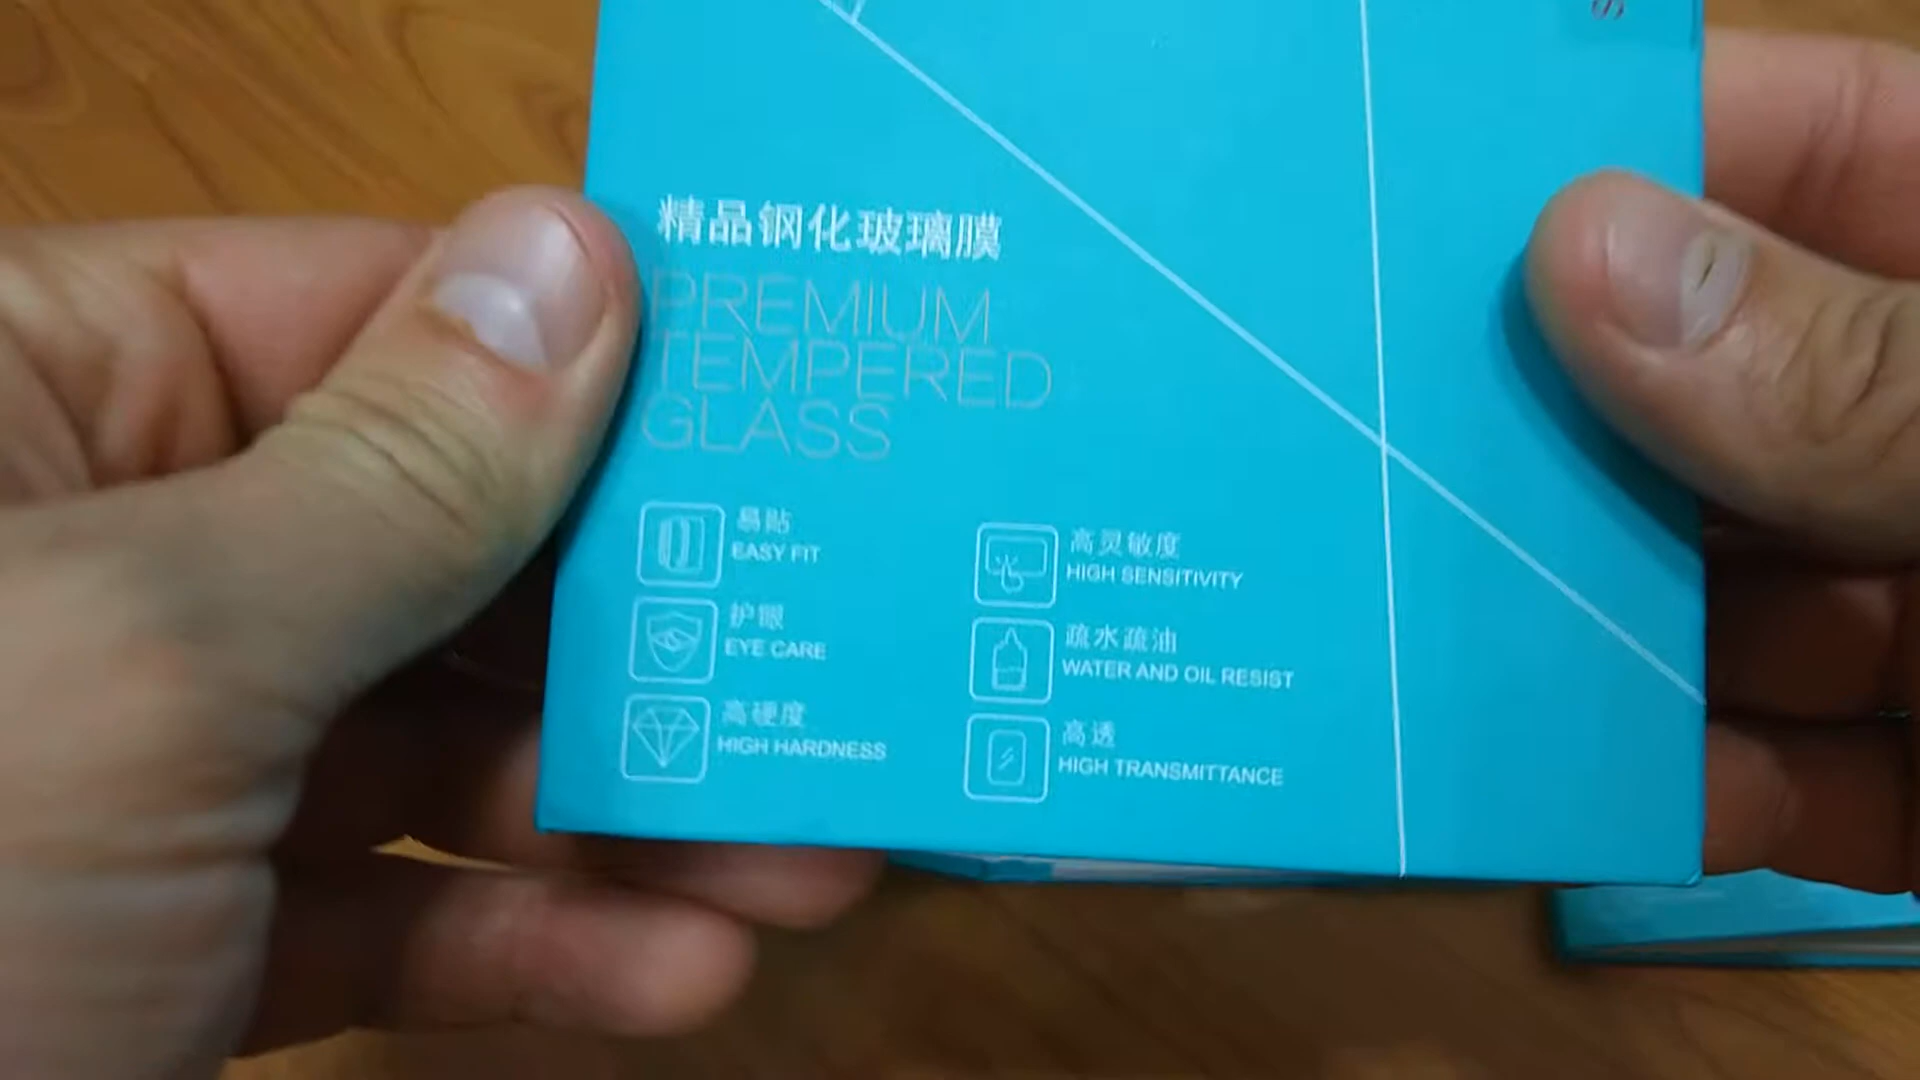 精品钢化玻璃膜
PREMIUM
TEMPERED
GLASS
易贴
EASY FIT
护眼
EYE CARE
高硬度
HIGH HARDNESS
高灵敏度
HIGH SENSITIVITY
疏水疏油
WATER AND OIL RESIST
高透
HIGH TRANSMITTANCE